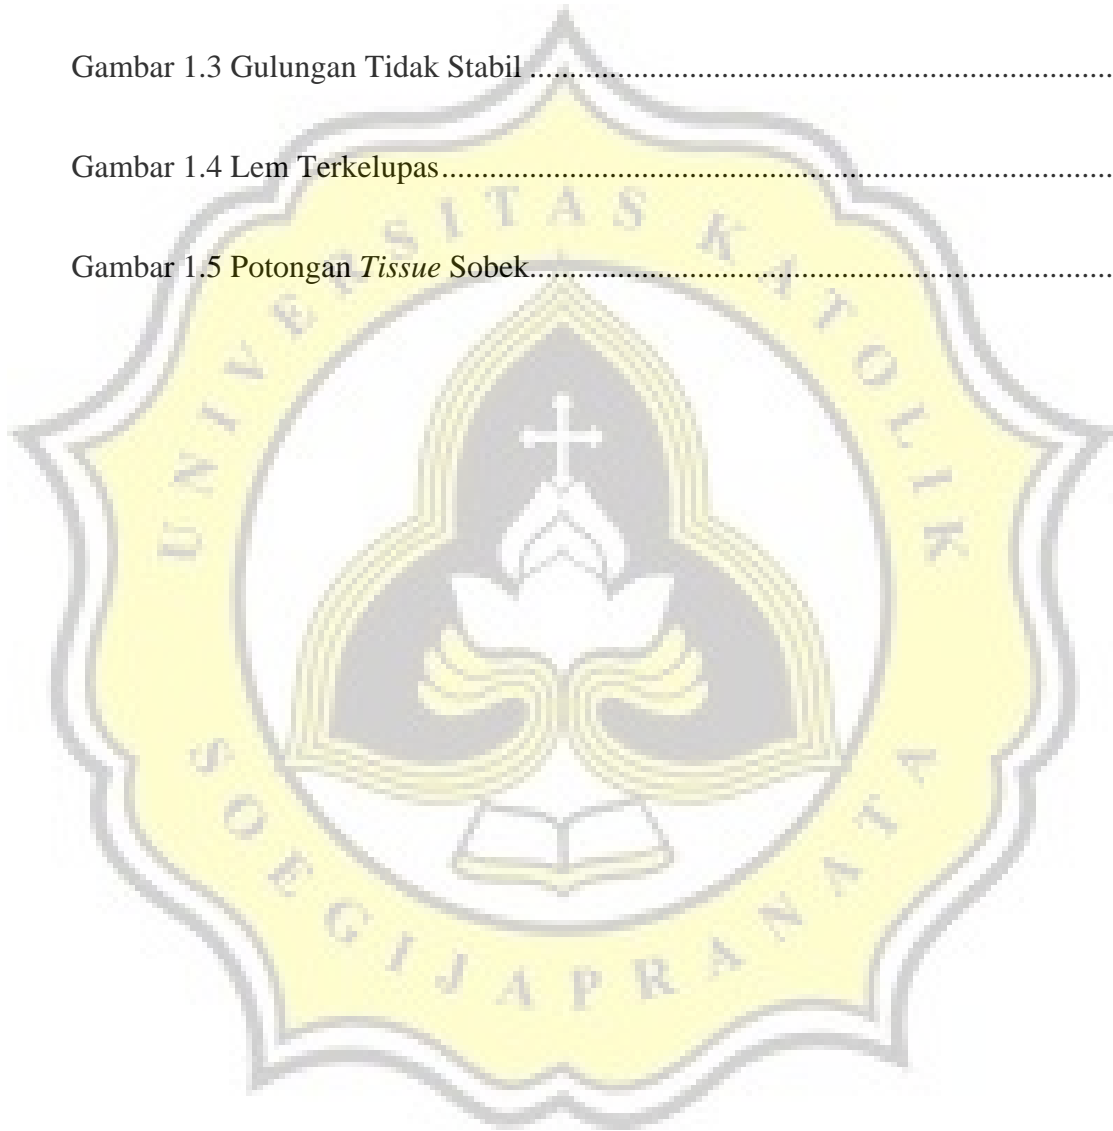 Gambar 1.3 Gulungan Tidak Stabil ..........................................................................
Gambar 1.4 Lem Terkelupas.....................................................................................
Gambar 1.5 Potongan Tissue Sobek..........................................................................
UNIVERSITAS KATOLIK
SOEGIJAPRANATA